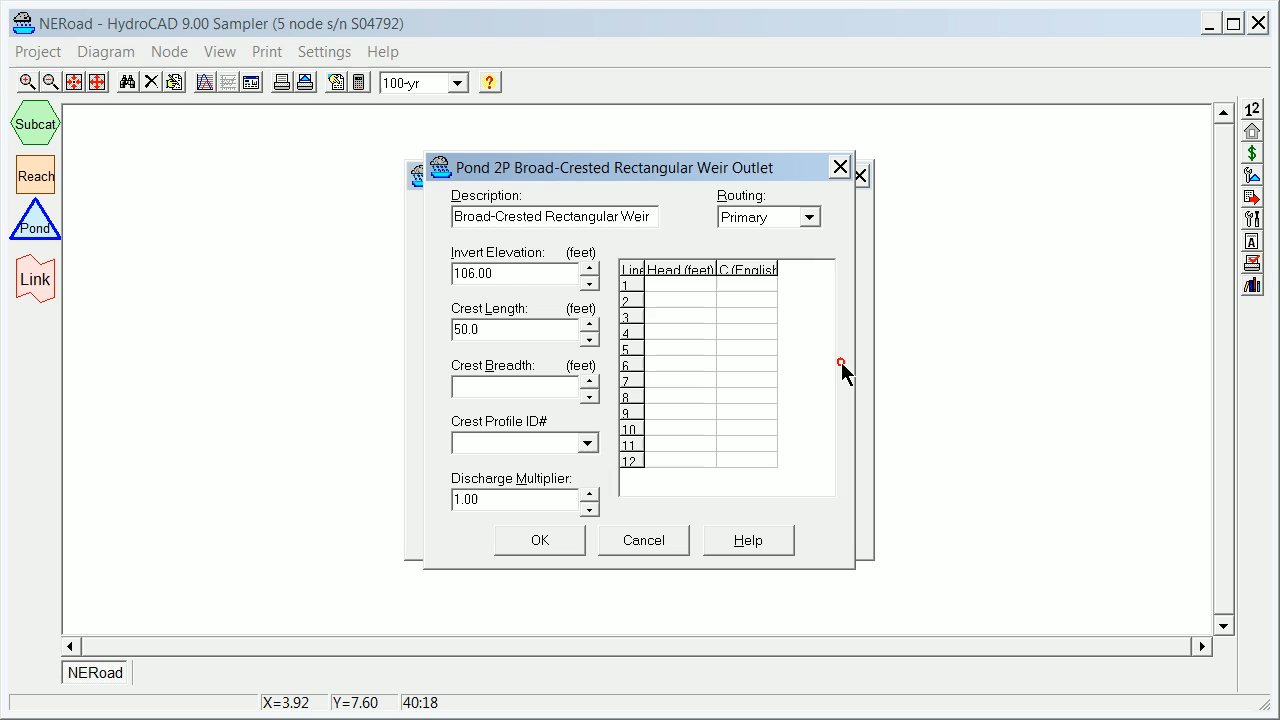 NERoad - HydroCAD 9.00 Sampler (5 node s/n S04792)
Project Diagram Node View Print Settings Help
100-yr
?
Subcat
Reach
Pond
Link
12
$
A
Pond 2P Broad-Crested Rectangular Weir Outlet
Description: Routing:
Broad-Crested Rectangular Weir Primary
Invert Elevation: (feet)
106.00
Crest Length: (feet)
50.0
Crest Breadth: (feet)
Crest Profile ID#
Discharge Multiplier:
1.00
Line Head (feet) C (English
1
2
3
4
5
6
7
8
9
10
11
12
OK Cancel Help
NERoad
X=3.92 Y=7.60 40:18